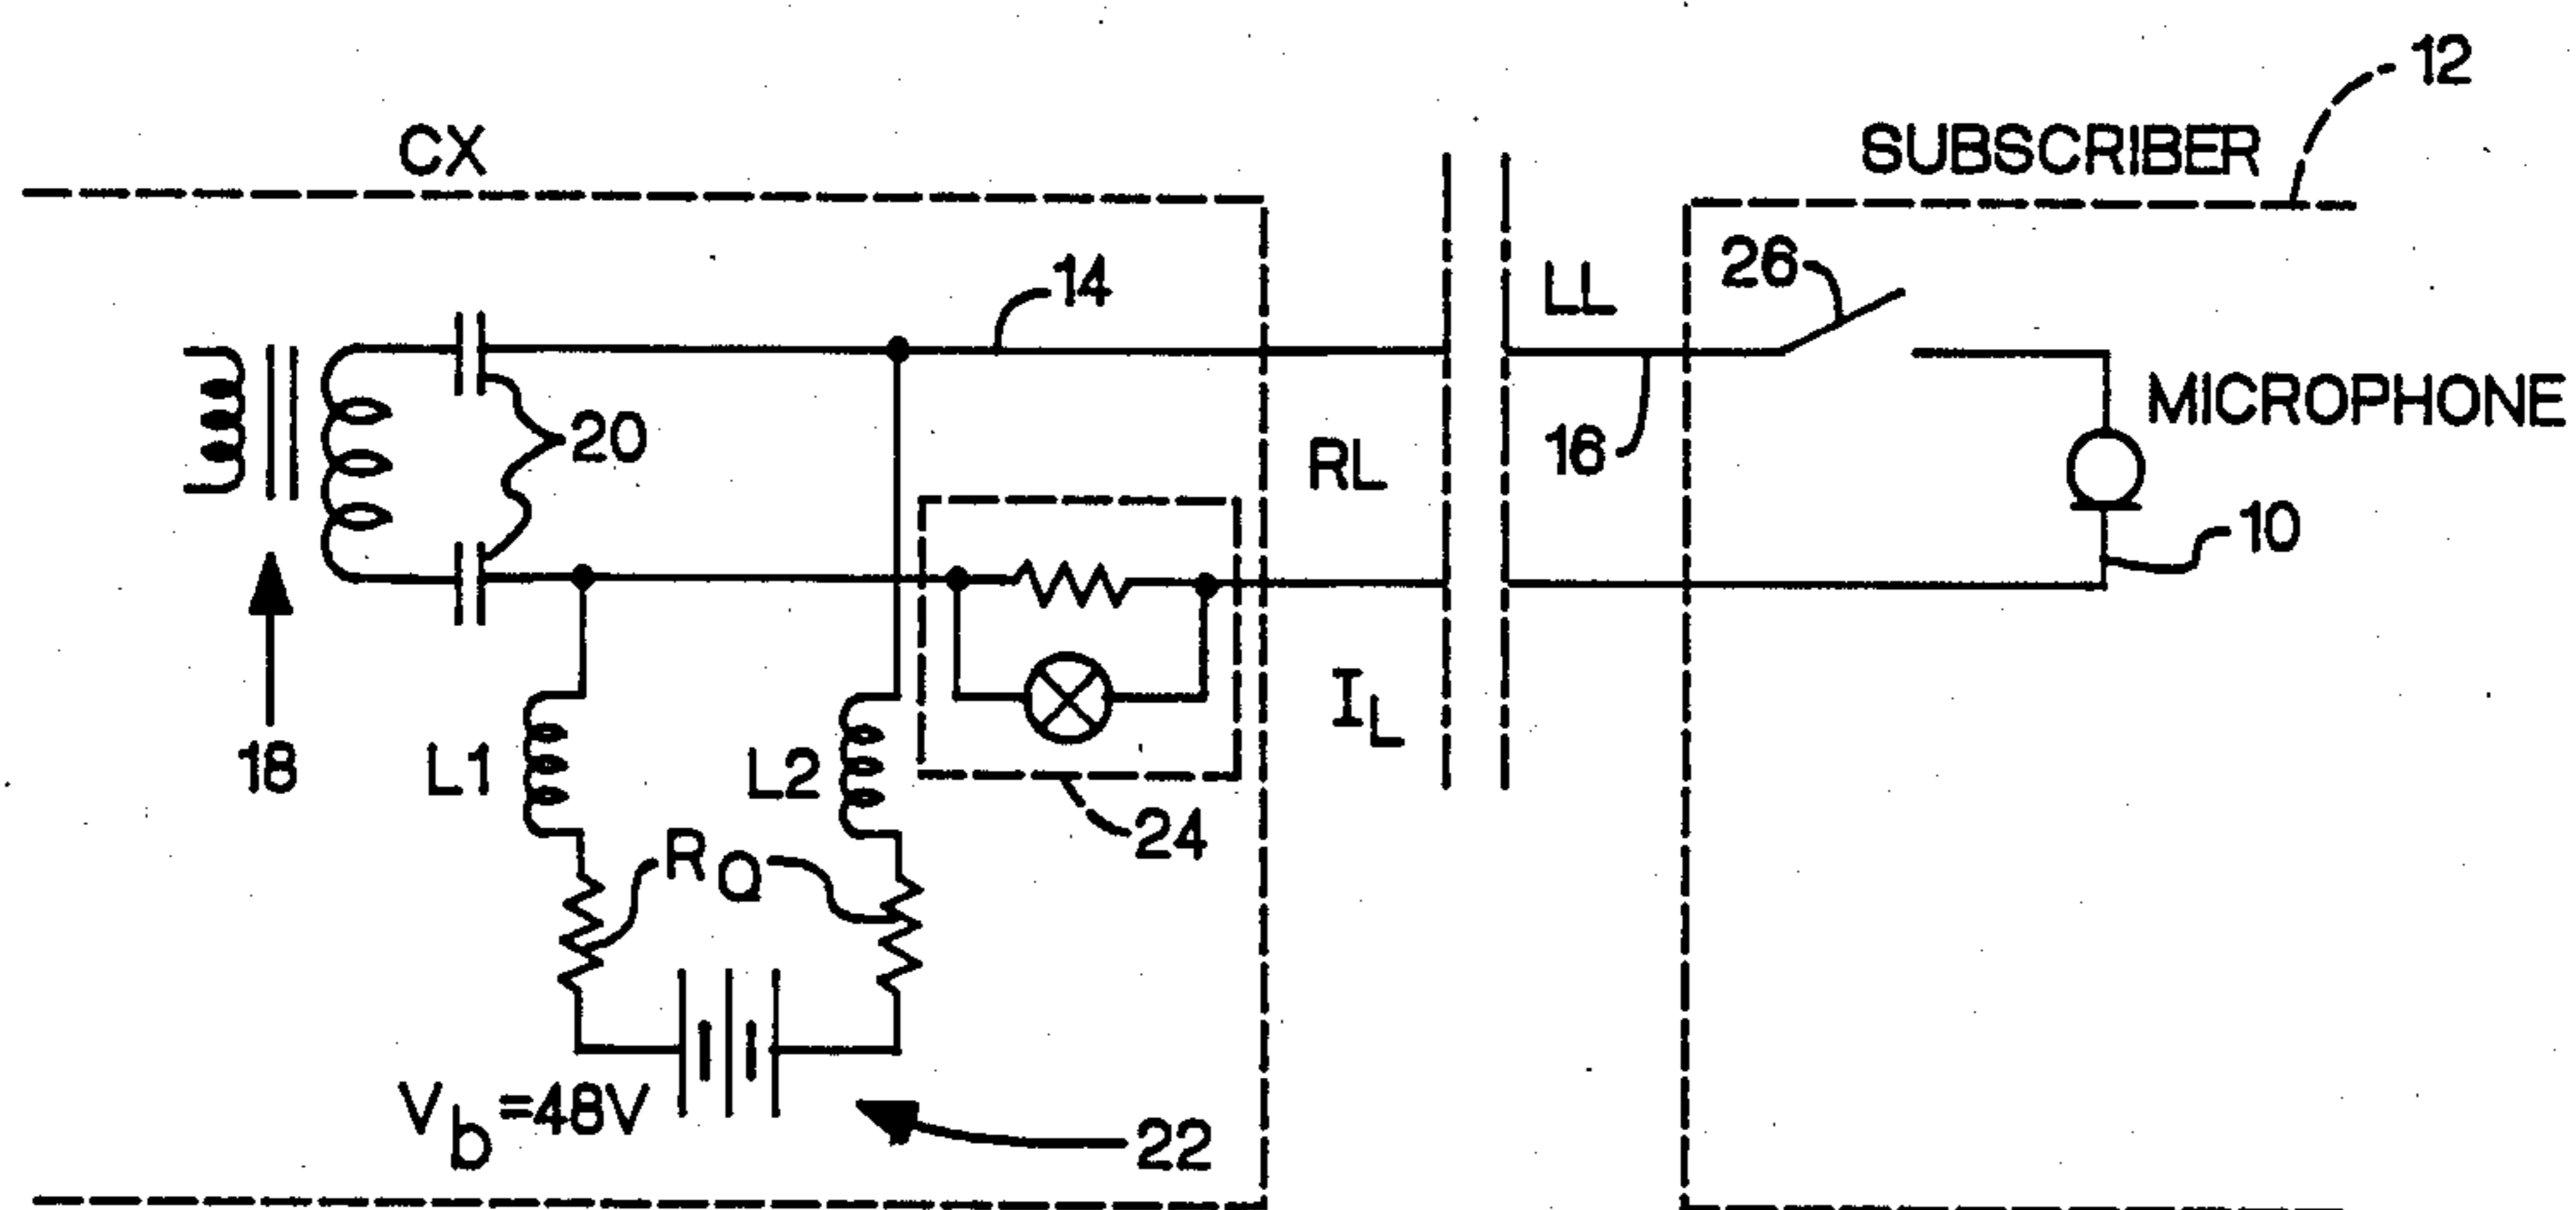 12
CX
SUBSCRIBER
14
LL
26
MICROPHONE
20
RL
16
10
18
L1
L2
I_L
24
R_Q
V_b=48V
22